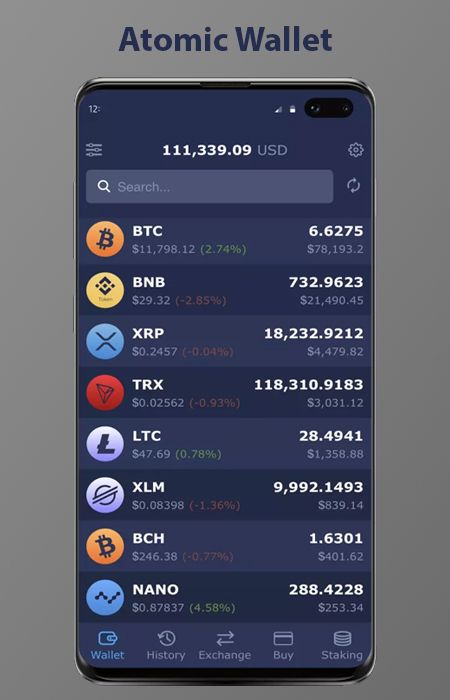 Atomic Wallet
12:
111,339.09 USD
Search...
BTC 6.6275
$11,798.12 (2.74%) $78,193.2
BNB 732.9623
Token $29.32 (-2.85%) $21,490.45
XRP 18,232.9212
$0.2457 (-0.04%) $4,479.82
TRX 118,310.9183
$0.02562 (-0.93%) $3,031.12
LTC 28.4941
$47.69 (0.78%) $1,358.88
XLM 9,992.1493
$0.08398 (-1.36%) $839.14
BCH 1.6301
$246.38 (-0.77%) $401.62
NANO 288.4228
$0.87837 (4.58%) $253.34
Wallet History Exchange Buy Staking